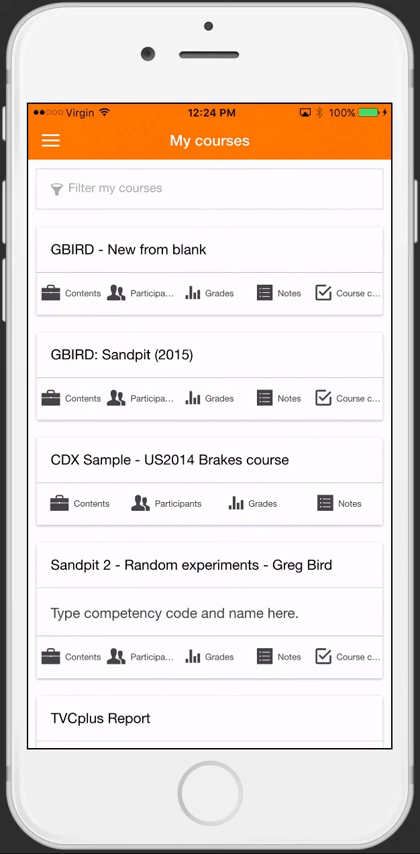 Virgin 12:24 PM 100%
My courses
Filter my courses
GBIRD - New from blank
Contents Participa... Grades Notes Course c...
GBIRD: Sandpit (2015)
Contents Participa... Grades Notes Course c...
CDX Sample - US2014 Brakes course
Contents Participants Grades Notes
Sandpit 2 - Random experiments - Greg Bird
Type competency code and name here.
Contents Participa... Grades Notes Course c...
TVCplus Report